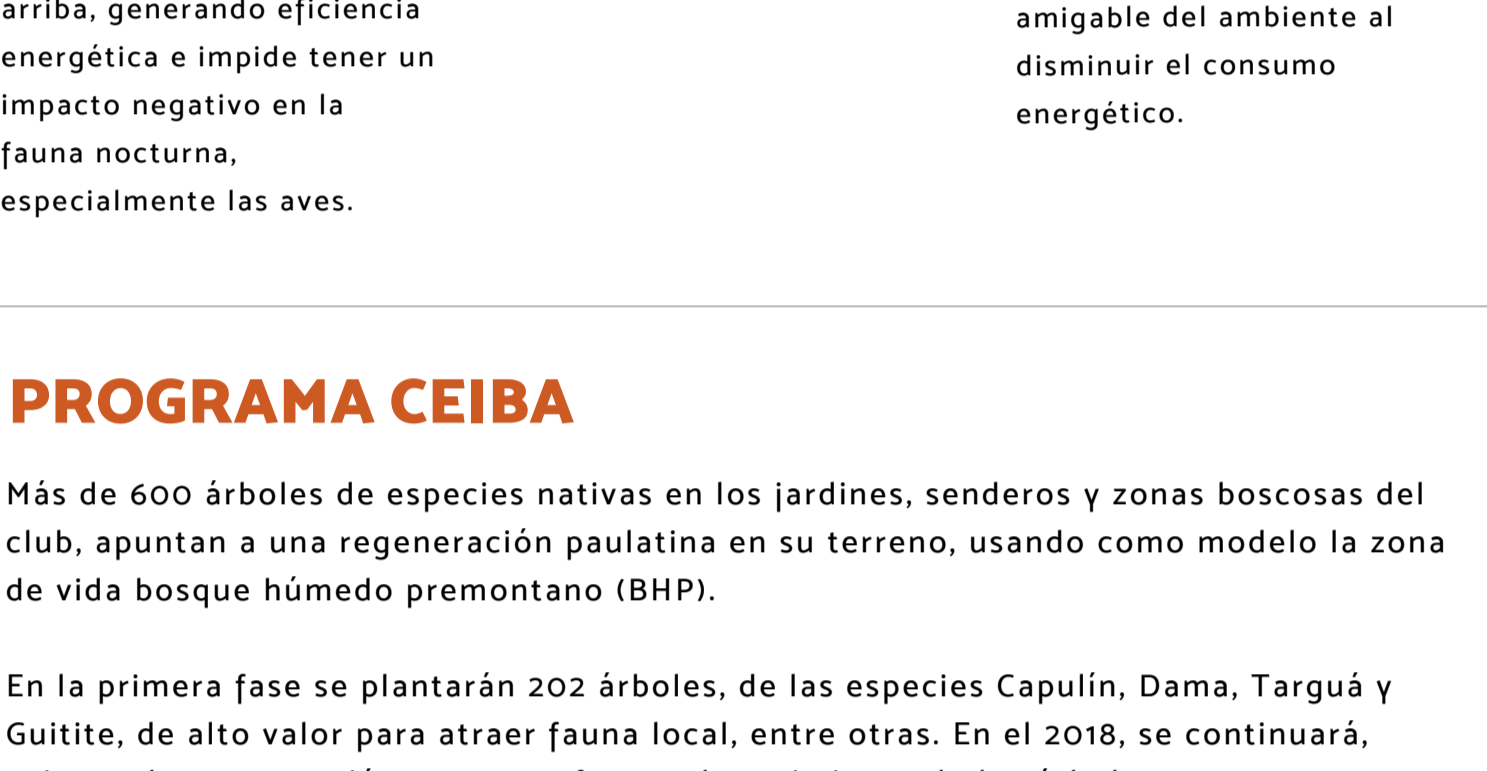 arriba, generando eficiencia
energética e impide tener un
impacto negativo en la
fauna nocturna,
especialmente las aves.
amigable del ambiente al
disminuir el consumo
energético.
PROGRAMA CEIBA
Más de 600 árboles de especies nativas en los jardines, senderos y zonas boscosas del
club, apuntan a una regeneración paulatina en su terreno, usando como modelo la zona
de vida bosque húmedo premontano (BHP).
En la primera fase se plantarán 202 árboles, de las especies Capulín, Dama, Targuá y
Guitite, de alto valor para atraer fauna local, entre otras. En el 2018, se continuará,